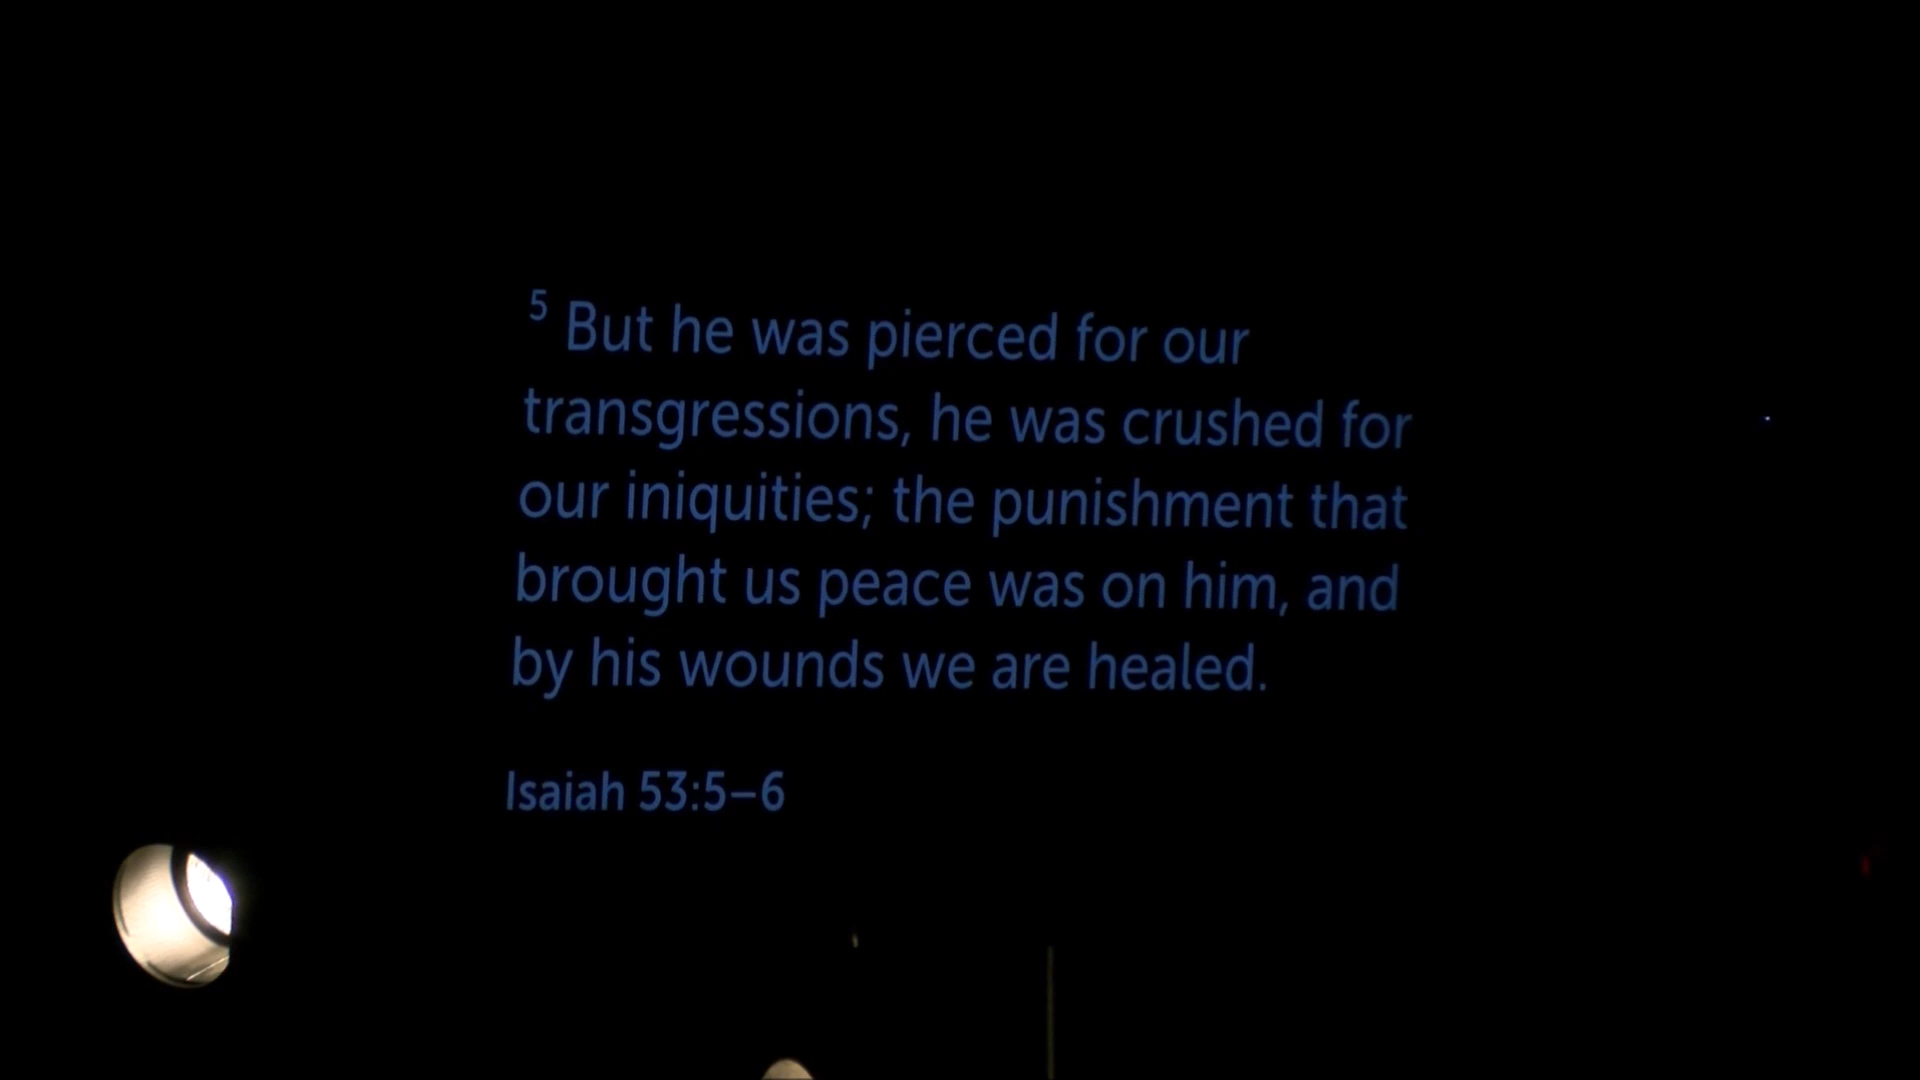 5 But he was pierced for our
transgressions, he was crushed for
our iniquities; the punishment that
brought us peace was on him, and
by his wounds we are healed.
Isaiah 53:5–6